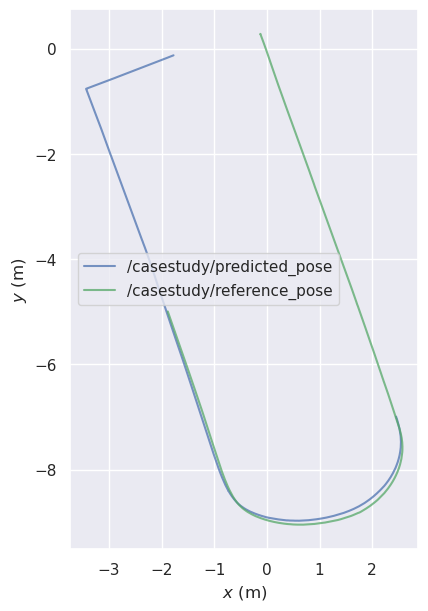 0
−2
−4
−6
−8
y (m)
/casestudy/predicted_pose
/casestudy/reference_pose
−3 −2 −1 0 1 2
x (m)